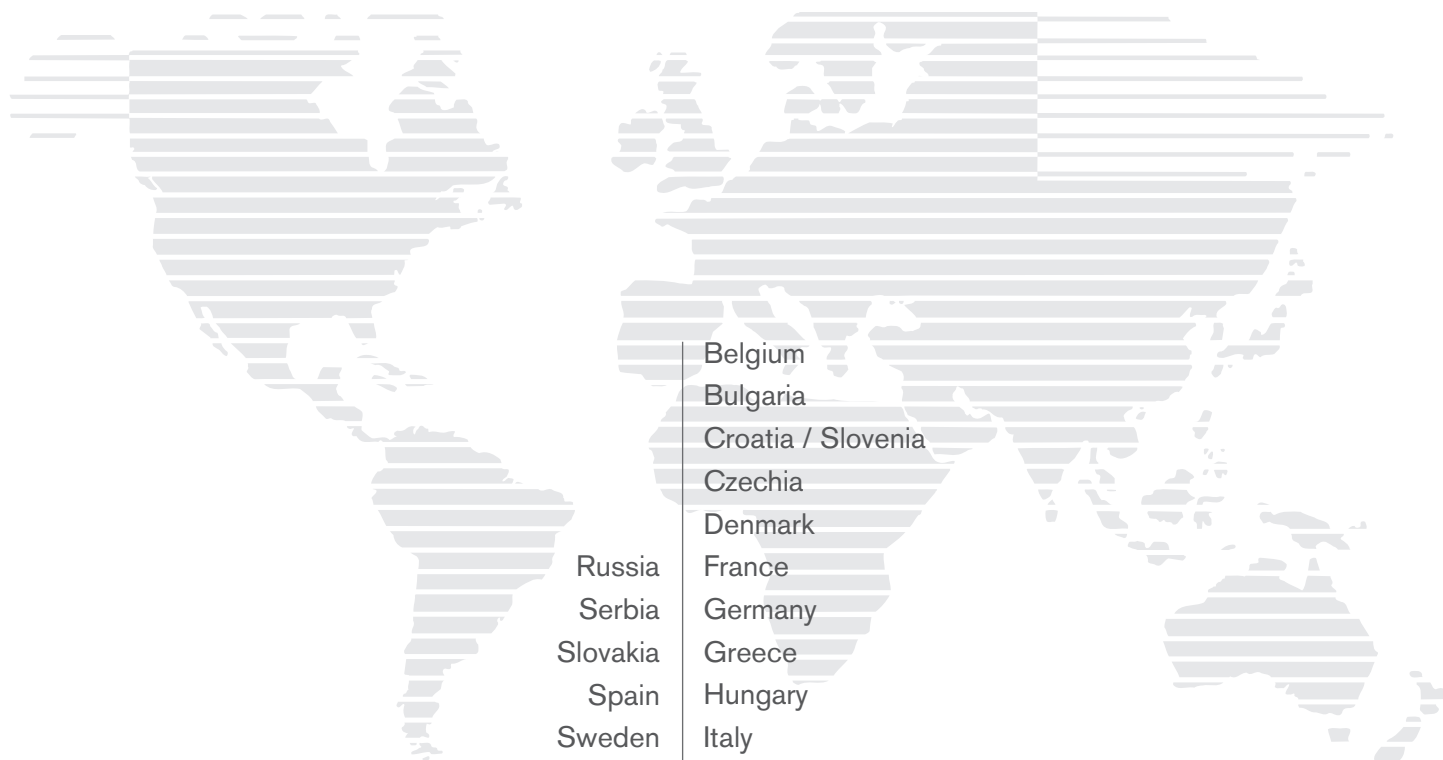 Belgium
Bulgaria
Croatia / Slovenia
Czechia
Denmark
Russia France
Serbia Germany
Slovakia Greece
Spain Hungary
Sweden Italy